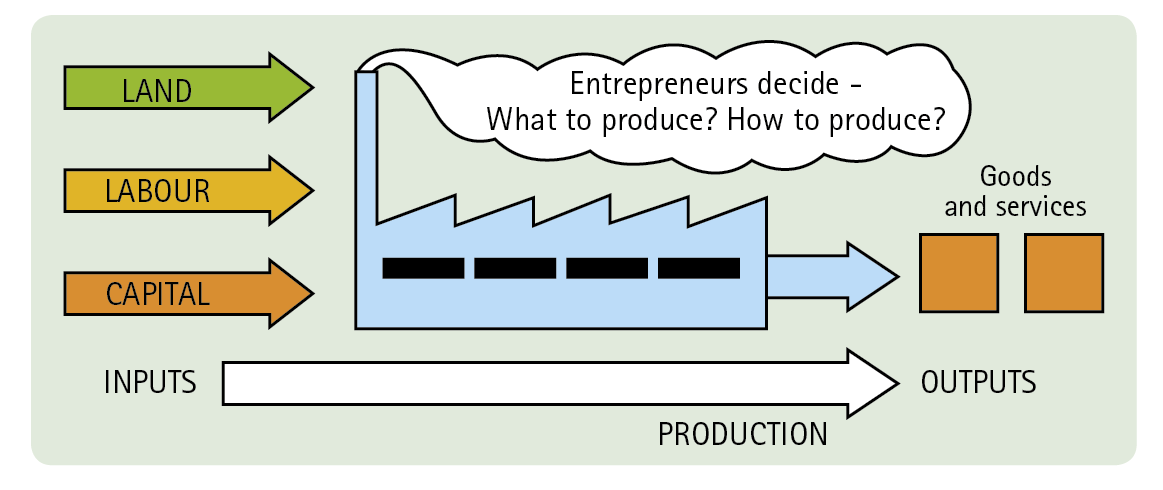 LAND
LABOUR
CAPITAL
Entrepreneurs decide -
What to produce? How to produce?
Goods
and services
INPUTS
OUTPUTS
PRODUCTION